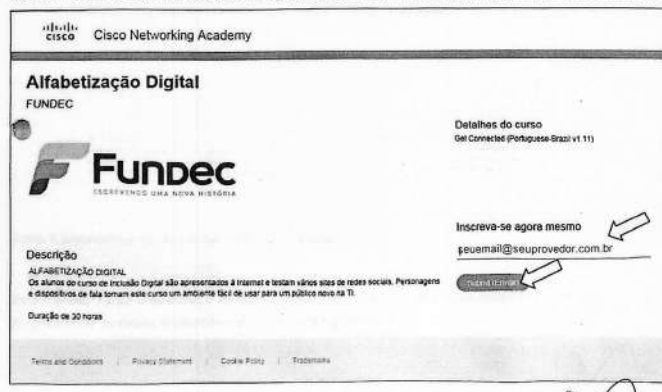 CISCO Cisco Networking Academy
Alfabetização Digital
FUNDEC
Detalhes do curso
Get Connected (Portuguese-Brazil v1.11)
Fundec
ESCREVENDO UMA NOVA HISTÓRIA
Inscreva-se agora mesmo
seuemail@seuprovedor.com.br
Submit (Enviar)
Descrição
ALFABETIZAÇÃO DIGITAL
Os alunos do curso de Inclusão Digital são apresentados à Internet e testam vários sites de redes sociais. Personagens
e dispositivos de fala tornam este curso um ambiente fácil de usar para um público novo na TI.
Duração de 30 horas
Terms and Conditions | Privacy Statement | Cookie Policy | Trademarks